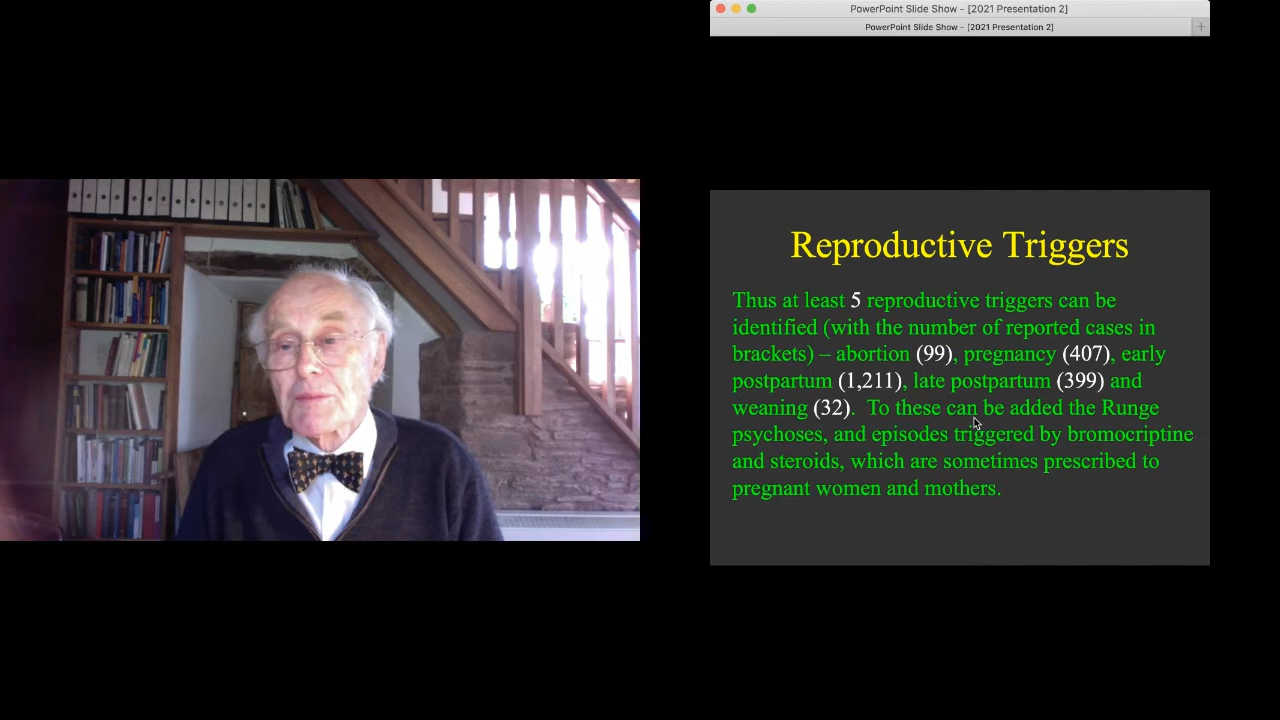 PowerPoint Slide Show - [2021 Presentation 2]
PowerPoint Slide Show - [2021 Presentation 2]
Reproductive Triggers
Thus at least 5 reproductive triggers can be
identified (with the number of reported cases in
brackets) – abortion (99), pregnancy (407), early
postpartum (1,211), late postpartum (399) and
weaning (32).  To these can be added the Runge
psychoses, and episodes triggered by bromocriptine
and steroids, which are sometimes prescribed to
pregnant women and mothers.